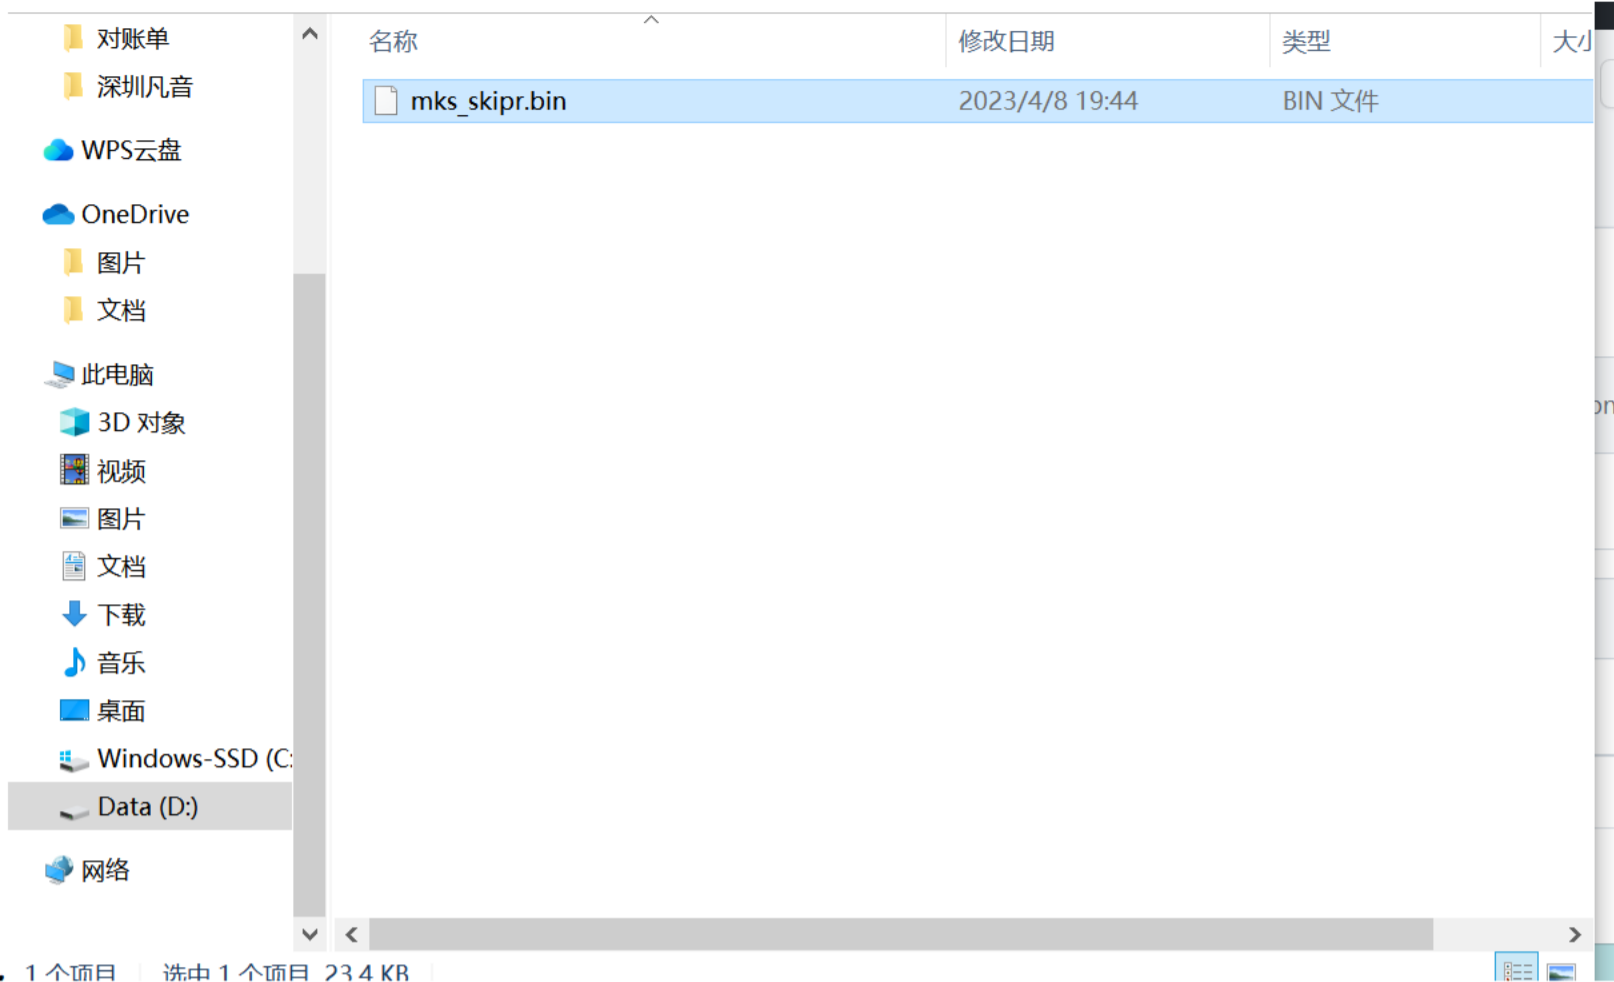 对账单
深圳凡音
WPS云盘
OneDrive
图片
文档
此电脑
3D 对象
视频
图片
文档
下载
音乐
桌面
Windows-SSD (C:
Data (D:)
网络
名称 修改日期 类型 大小
mks_skipr.bin 2023/4/8 19:44 BIN 文件
1 个项目 选中 1 个项目 23.4 KB